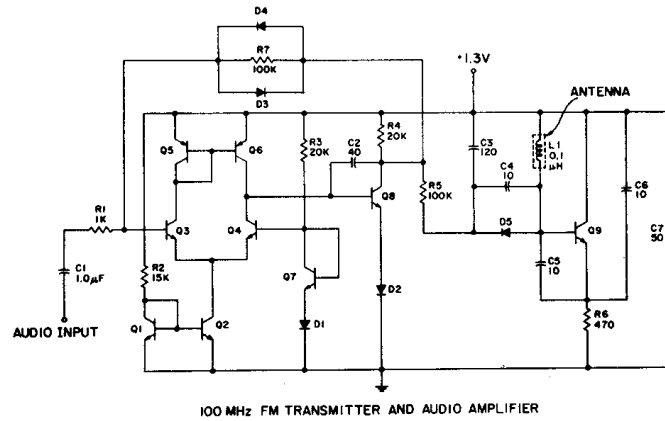 D4
R7
100K
D3
+1.3V
ANTENNA
Q5
Q6
R3
20K
C2
40
R4
20K
C3
120
C4
10
L1
0.1
μH
R1
1K
Q3
Q4
Q8
R5
100K
D5
Q9
C6
10
C7
50
C1
1.0μF
R2
15K
Q7
C5
10
AUDIO INPUT
Q1
Q2
D1
D2
R6
470
100 MHz FM TRANSMITTER AND AUDIO AMPLIFIER